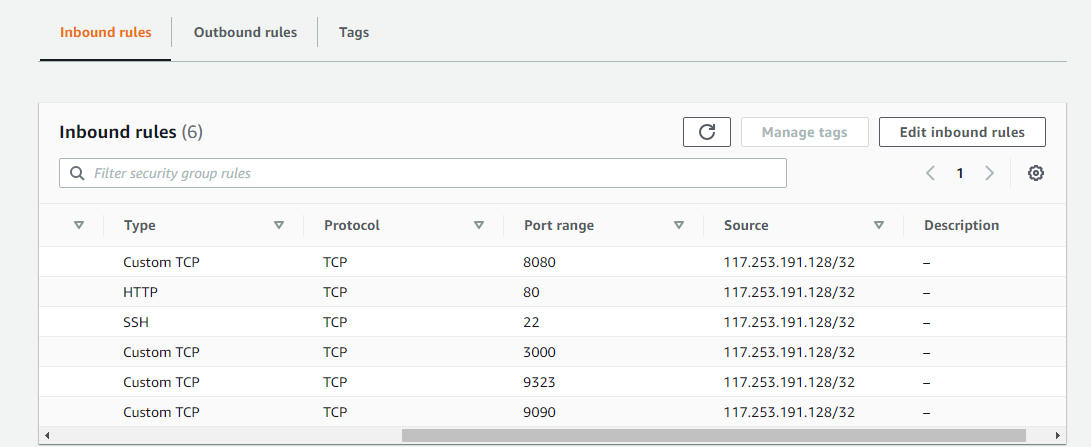 Inbound rules Outbound rules Tags
Inbound rules (6) Manage tags Edit inbound rules
Filter security group rules 1
Type Protocol Port range Source Description
Custom TCP TCP 8080 117.253.191.128/32 –
HTTP TCP 80 117.253.191.128/32 –
SSH TCP 22 117.253.191.128/32 –
Custom TCP TCP 3000 117.253.191.128/32 –
Custom TCP TCP 9323 117.253.191.128/32 –
Custom TCP TCP 9090 117.253.191.128/32 –